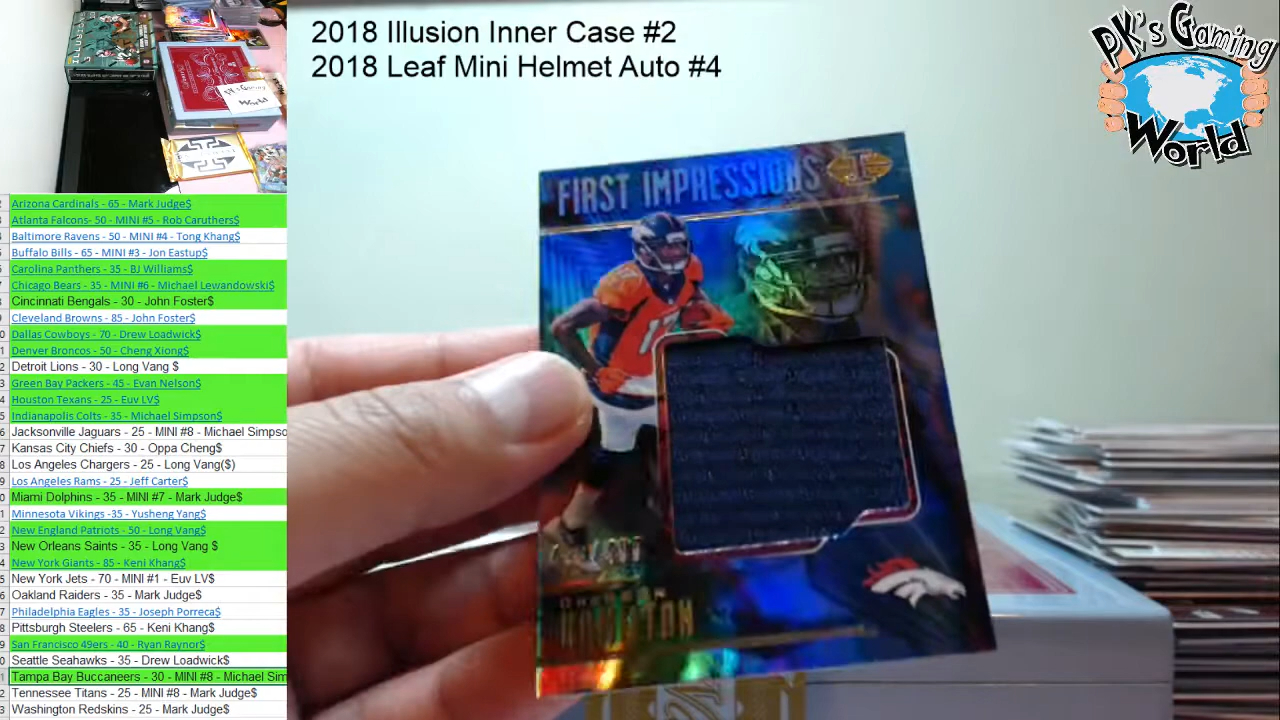 2018 Illusion Inner Case #2
2018 Leaf Mini Helmet Auto #4
PK's Gaming
World
FIRST IMPRESSIONS
Arizona Cardinals - 65 - Mark Judge$
Atlanta Falcons- 50 - MINI #5 - Rob Caruthers$
Baltimore Ravens - 50 - MINI #4 - Tong Khang$
Buffalo Bills - 65 - MINI #3 - Jon Eastup$
Carolina Panthers - 35 - BJ Williams$
Chicago Bears - 35 - MINI #6 - Michael Lewandowski$
Cincinnati Bengals - 30 - John Foster$
Cleveland Browns - 85 - John Foster$
Dallas Cowboys - 70 - Drew Loadwick$
Denver Broncos - 50 - Cheng Xiong$
Detroit Lions - 30 - Long Vang $
Green Bay Packers - 45 - Evan Nelson$
Houston Texans - 25 - Euv LV$
Indianapolis Colts - 35 - Michael Simpson$
Jacksonville Jaguars - 25 - MINI #8 - Michael Simpso
Kansas City Chiefs - 30 - Oppa Cheng$
Los Angeles Chargers - 25 - Long Vang($)
Los Angeles Rams - 25 - Jeff Carter$
Miami Dolphins - 35 - MINI #7 - Mark Judge$
Minnesota Vikings -35 - Yusheng Yang$
New England Patriots - 50 - Long Vang$
New Orleans Saints - 35 - Long Vang $
New York Giants - 85 - Keni Khang$
New York Jets - 70 - MINI #1 - Euv LV$
Oakland Raiders - 35 - Mark Judge$
Philadelphia Eagles - 35 - Joseph Porreca$
Pittsburgh Steelers - 65 - Keni Khang$
San Francisco 49ers - 40 - Ryan Raynor$
Seattle Seahawks - 35 - Drew Loadwick$
Tampa Bay Buccaneers - 30 - MINI #8 - Michael Sim
Tennessee Titans - 25 - MINI #8 - Mark Judge$
Washington Redskins - 25 - Mark Judge$